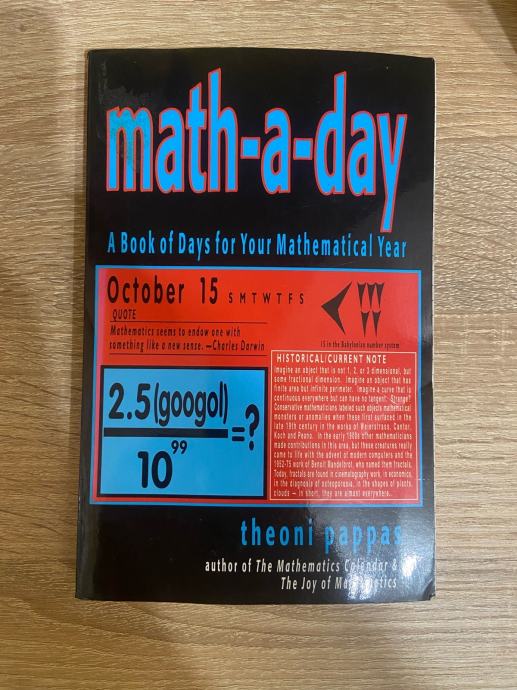 math-a-day
A Book of Days for Your Mathematical Year
October 15 S M T W T F S
QUOTE
Mathematics seems to endow one with
something like a new sense. —Charles Darwin
15 in the Babylonian number system
HISTORICAL/CURRENT NOTE
Imagine an object that is not 1, 2, or 3 dimensional, but
some fractional dimension. Imagine an object that has
finite area but infinite perimeter. Imagine a curve that is
continuous everywhere but can have no tangent. Strange?
Conservative mathematicians labeled such objects mathematical
monsters or anomalies when these first surfaced in the
late 19th century in the works of Weierstrass, Cantor,
Koch and Peano. In the early 1900s other mathematicians
made contributions in this area, but these creatures really
came to life with the advent of modern computers and the
1952-75 work of Benoit Mandelbrot, who named them fractals.
Today, fractals are found in cinematography work, in economics,
in the diagnosis of osteoporosis, in the shapes of plants,
clouds — in short, they are almost everywhere...
2.5(googol)
10⁹⁹
=?
theoni pappas
author of The Mathematics Calendar &
The Joy of Mathematics